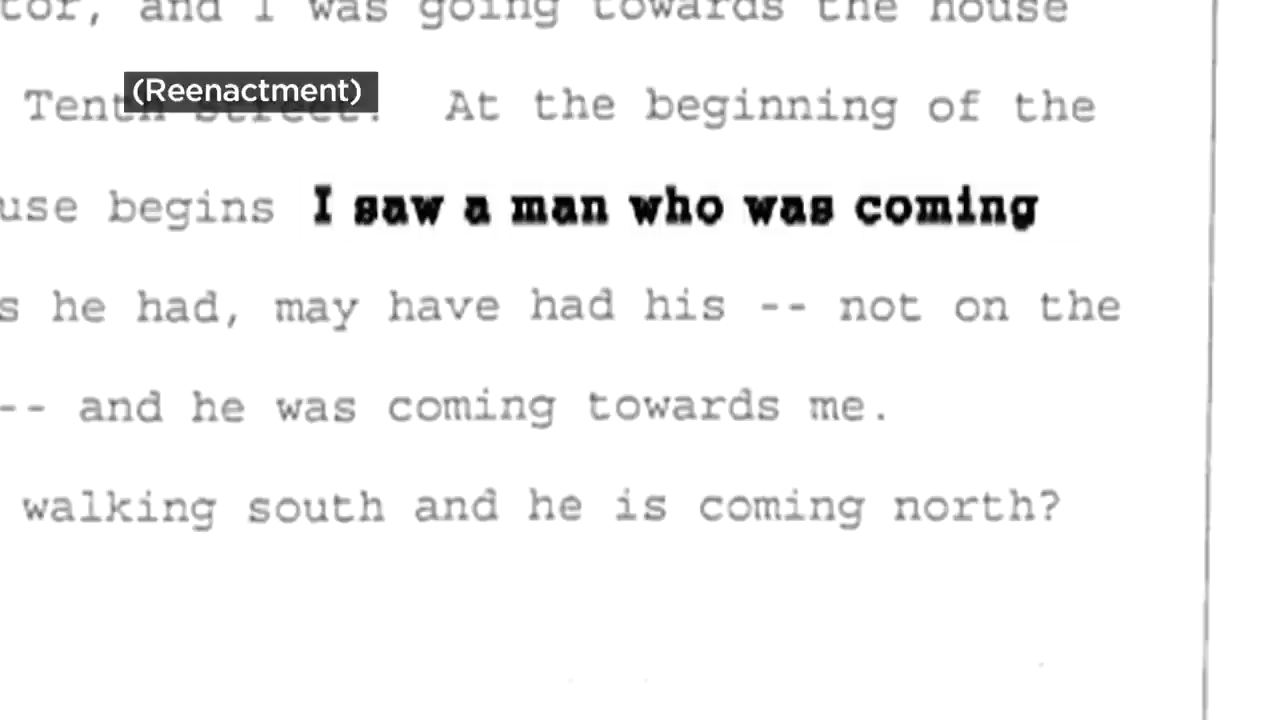 tor, and I was going towards the house
(Reenactment)
Tenth Street. At the beginning of the
use begins I saw a man who was coming
s he had, may have had his -- not on the
-- and he was coming towards me.
walking south and he is coming north?